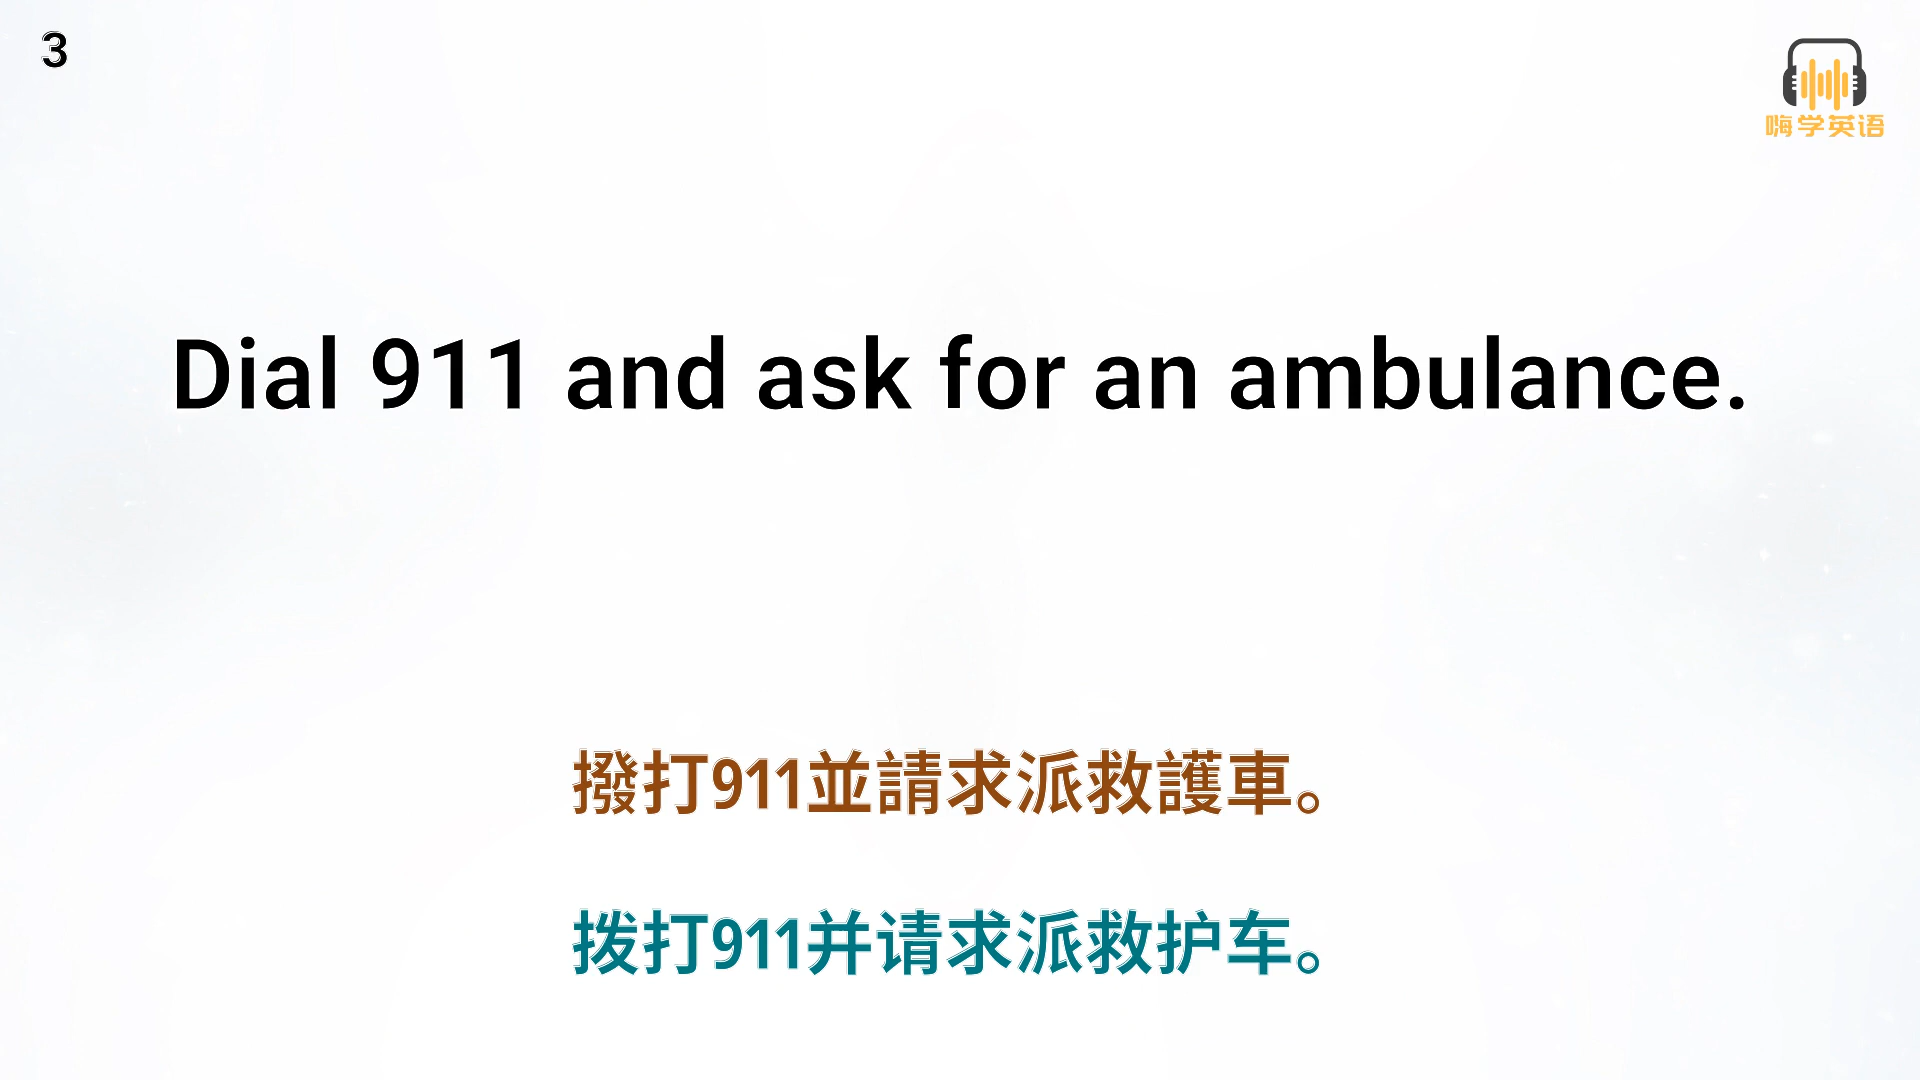 3
嗨学英语
Dial 911 and ask for an ambulance.
撥打911並請求派救護車。
拨打911并请求派救护车。